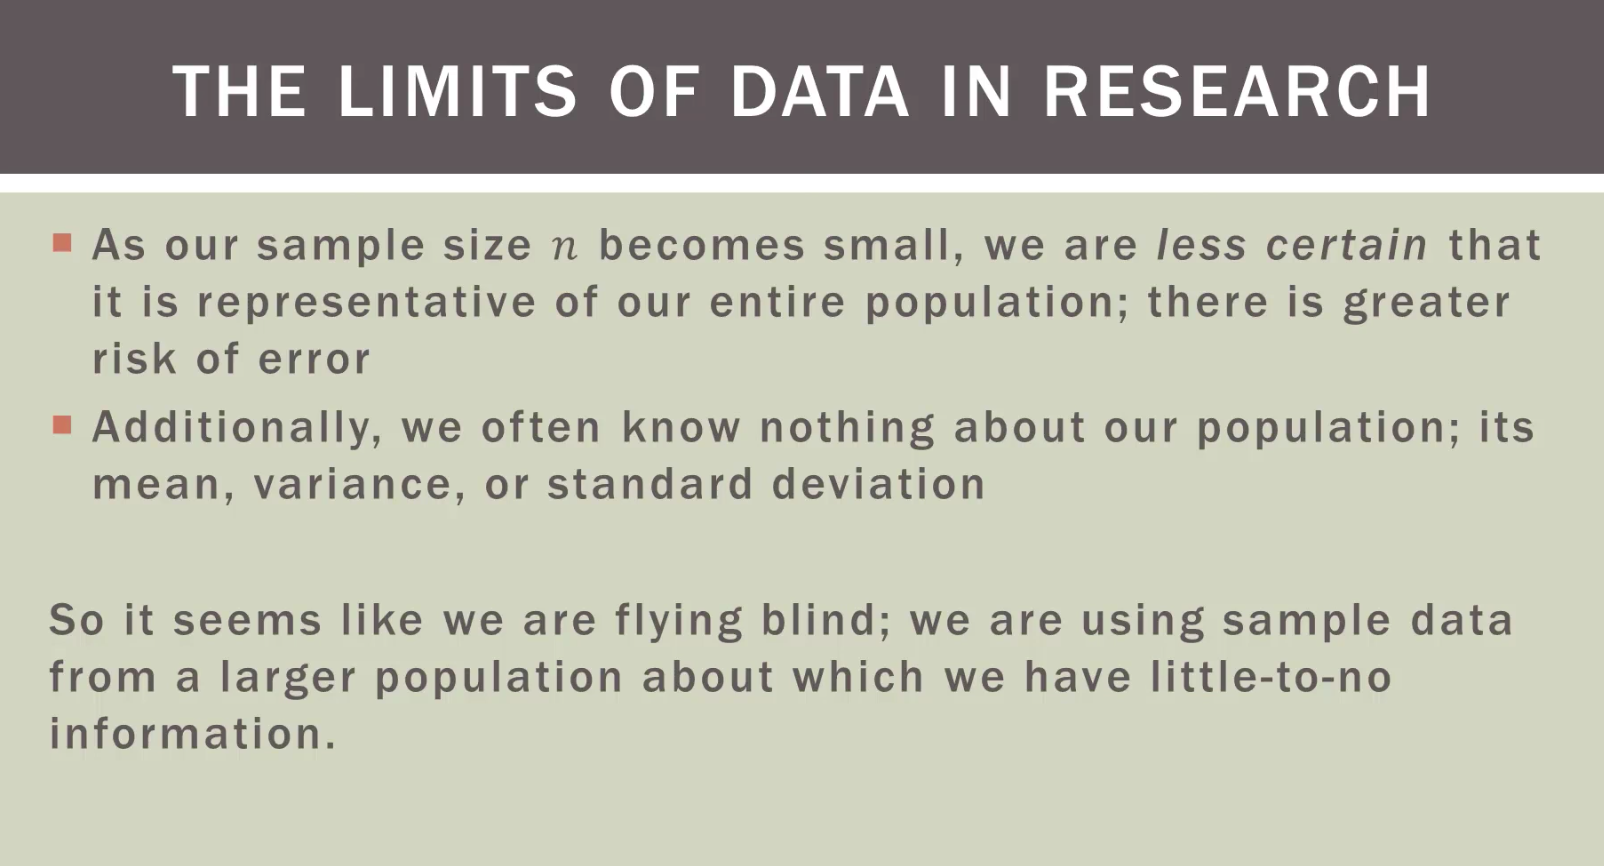 THE LIMITS OF DATA IN RESEARCH
As our sample size n becomes small, we are less certain that
it is representative of our entire population; there is greater
risk of error
Additionally, we often know nothing about our population; its
mean, variance, or standard deviation
So it seems like we are flying blind; we are using sample data
from a larger population about which we have little-to-no
information.